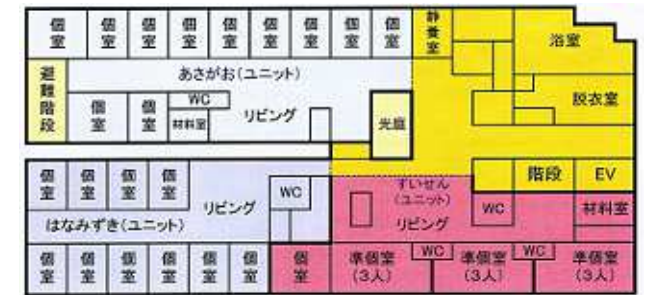 個室 個室 個室 個室 個室 個室 個室 個室 個室 静養室 浴室
避難階段 あさがお(ユニット) 脱衣室
個室 個室 WC 材料室 リビング 光庭
個室 個室 個室 個室 リビング WC すいせん(ユニット) 階段 EV
はなみずき(ユニット) リビング WC 材料室
個室 個室 個室 個室 個室 個室 個室 準個室(3人) WC 準個室(3人) WC 準個室(3人)